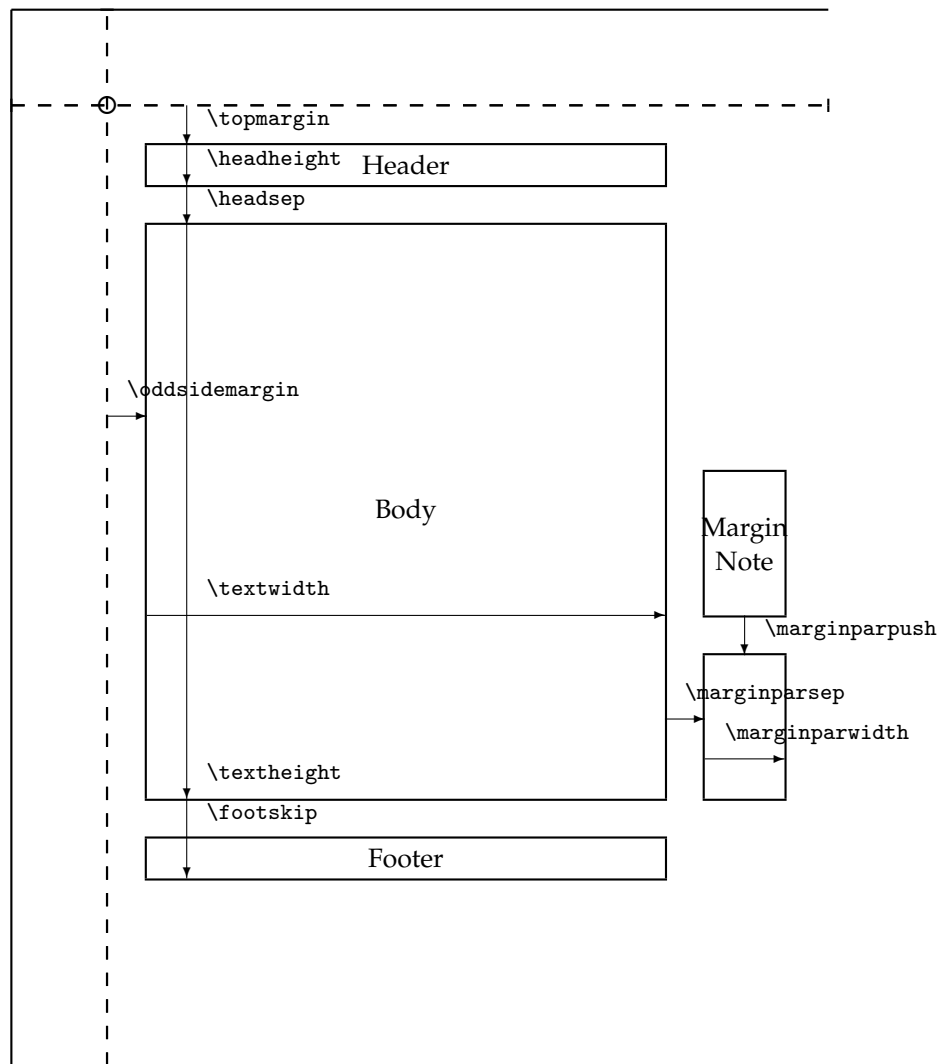 \topmargin
\headheight
Header
\headsep
\oddsidemargin
Body
Margin
Note
\textwidth
\marginparpush
\marginparsep
\marginparwidth
\textheight
\footskip
Footer